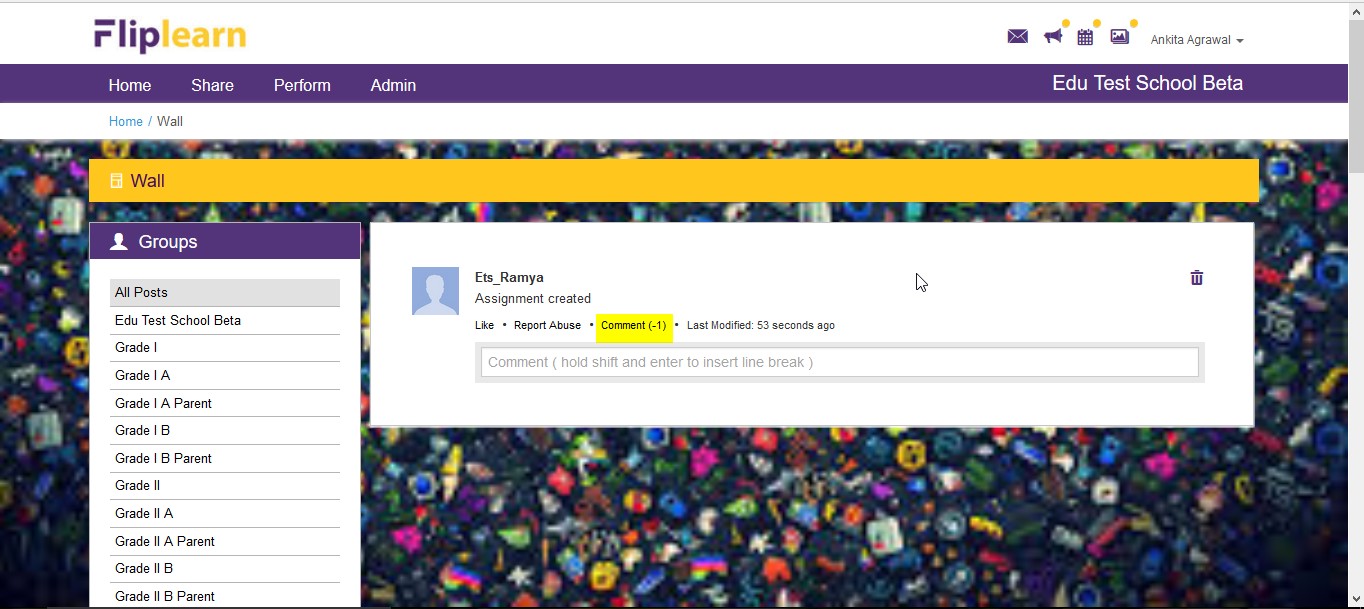 Fliplearn
Ankita Agrawal
Home Share Perform Admin
Edu Test School Beta
Home / Wall
Wall
Groups
All Posts
Edu Test School Beta
Grade I
Grade I A
Grade I A Parent
Grade I B
Grade I B Parent
Grade II
Grade II A
Grade II A Parent
Grade II B
Grade II B Parent
Ets_Ramya
Assignment created
Like • Report Abuse • Comment (-1) • Last Modified: 53 seconds ago
Comment ( hold shift and enter to insert line break )